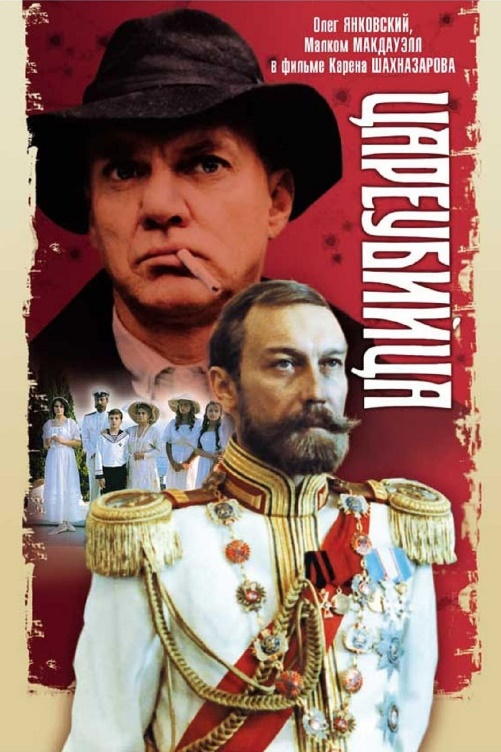 Олег ЯНКОВСКИЙ,
Малком МАКДАУЭЛЛ
в фильме Карена ШАХНАЗАРОВА
ЦАРЕУБИЙЦА